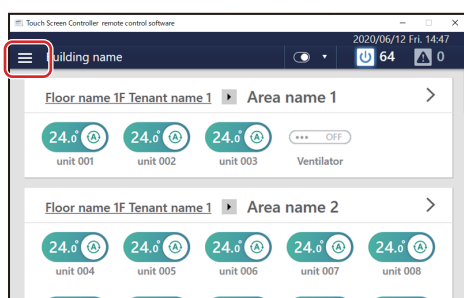 Touch Screen Controller remote control software
2020/06/12 Fri. 14:47
Building name
64
0
Floor name 1F Tenant name 1 Area name 1
24.0° A 24.0° A 24.0° A OFF
unit 001 unit 002 unit 003 Ventilator
Floor name 1F Tenant name 1 Area name 2
24.0° A 24.0° A 24.0° A 24.0° A 24.0° A
unit 004 unit 005 unit 006 unit 007 unit 008